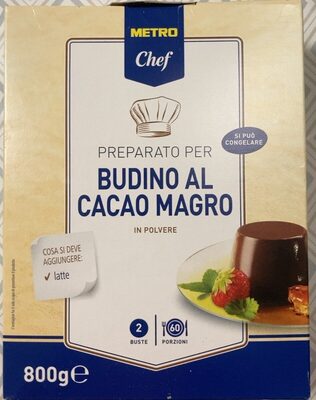 METRO
Chef
SI PUÒ
CONGELARE
PREPARATO PER
BUDINO AL
CACAO MAGRO
IN POLVERE
COSA SI DEVE
AGGIUNGERE:
✓ latte
2
BUSTE
60
PORZIONI
800g℮